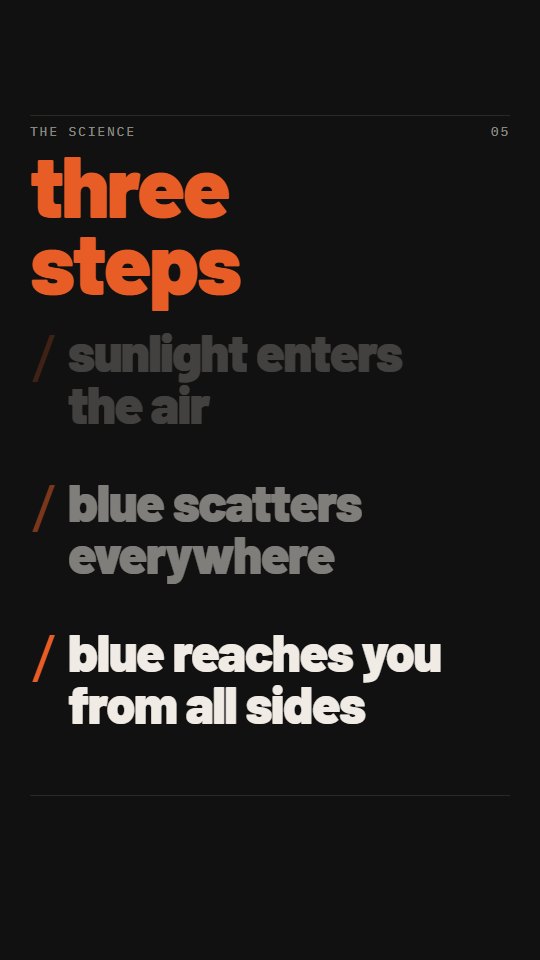 THE SCIENCE 05
three
steps
/ sunlight enters
the air
/ blue scatters
everywhere
/ blue reaches you
from all sides